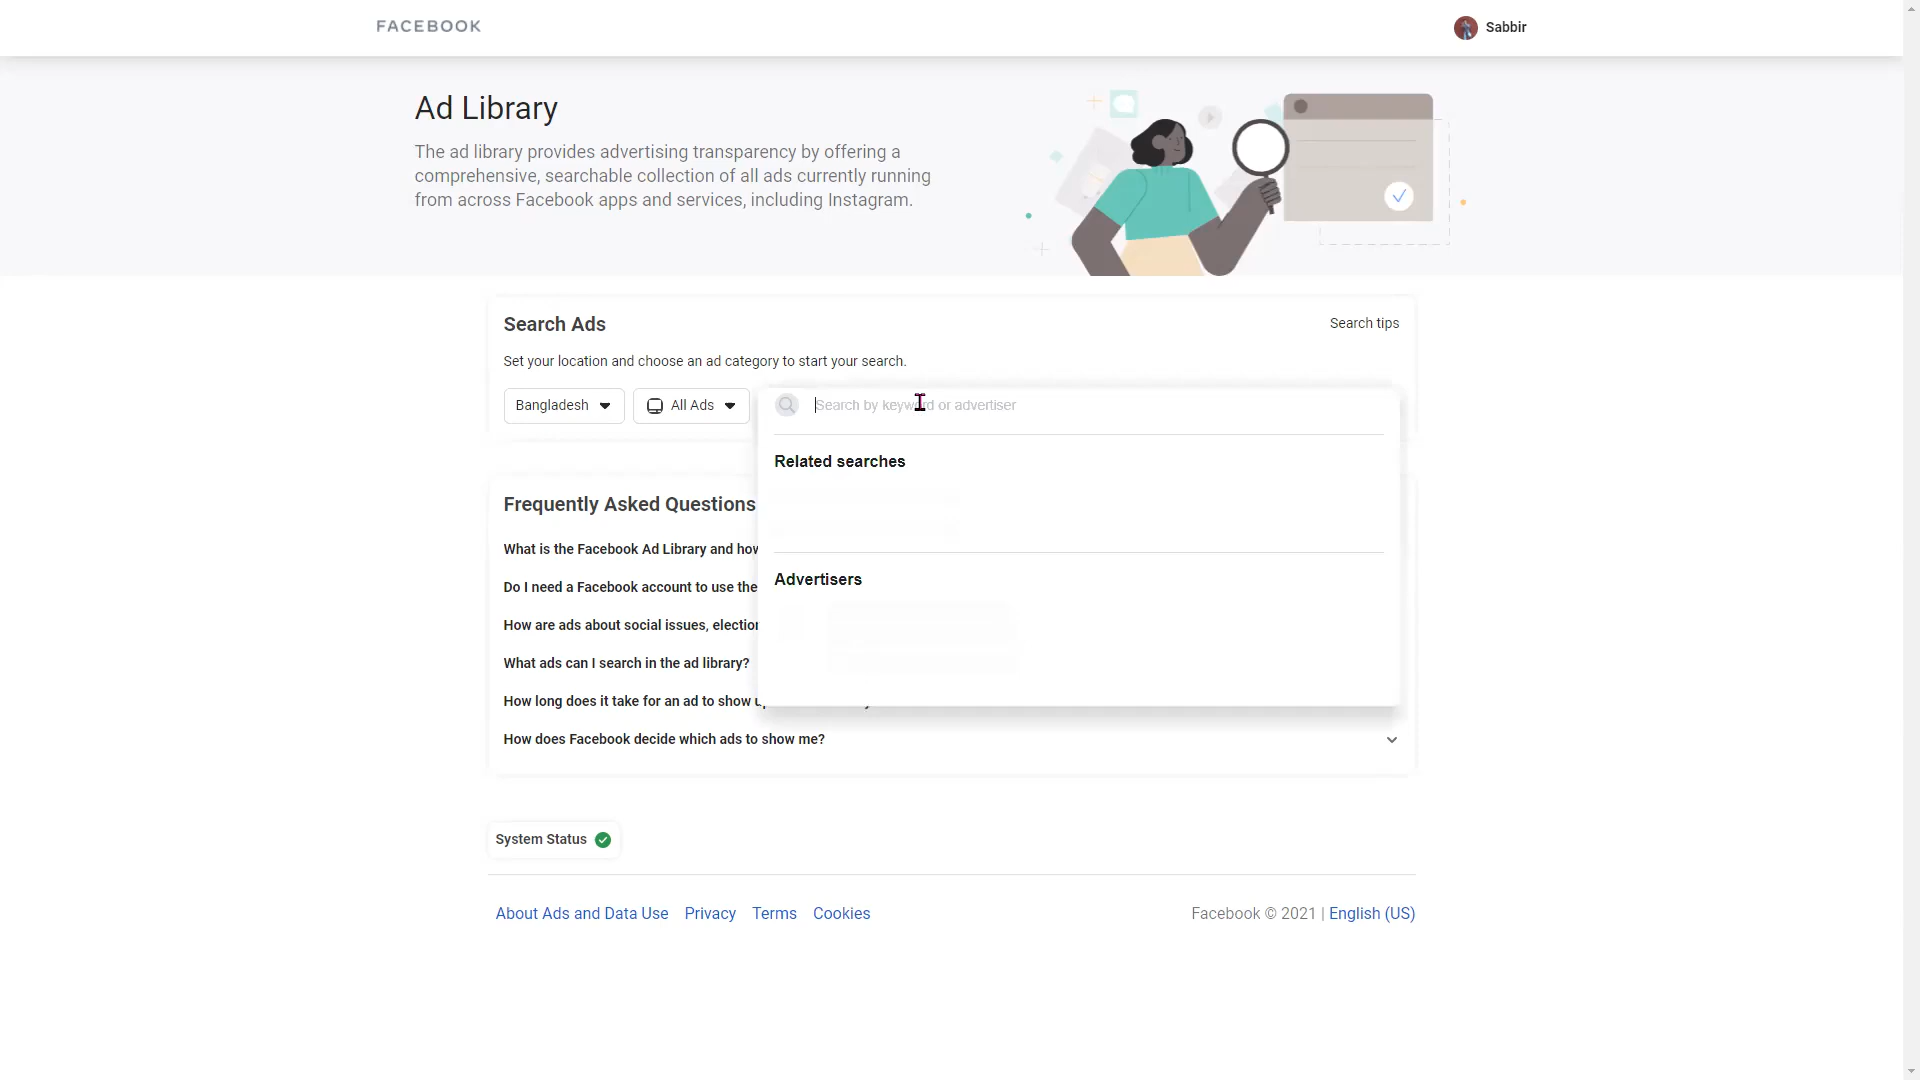 FACEBOOK
Sabbir
Ad Library
The ad library provides advertising transparency by offering a
comprehensive, searchable collection of all ads currently running
from across Facebook apps and services, including Instagram.
Search Ads
Search tips
Set your location and choose an ad category to start your search.
Bangladesh
All Ads
Search by keyword or advertiser
Related searches
Advertisers
Frequently Asked Questions
What is the Facebook Ad Library and how
Do I need a Facebook account to use the
How are ads about social issues,
What ads can I search in the ad library?
How long does it take for an ad to show
How does Facebook decide which ads to show me?
System Status
About Ads and Data Use Privacy Terms Cookies
Facebook © 2021 | English (US)